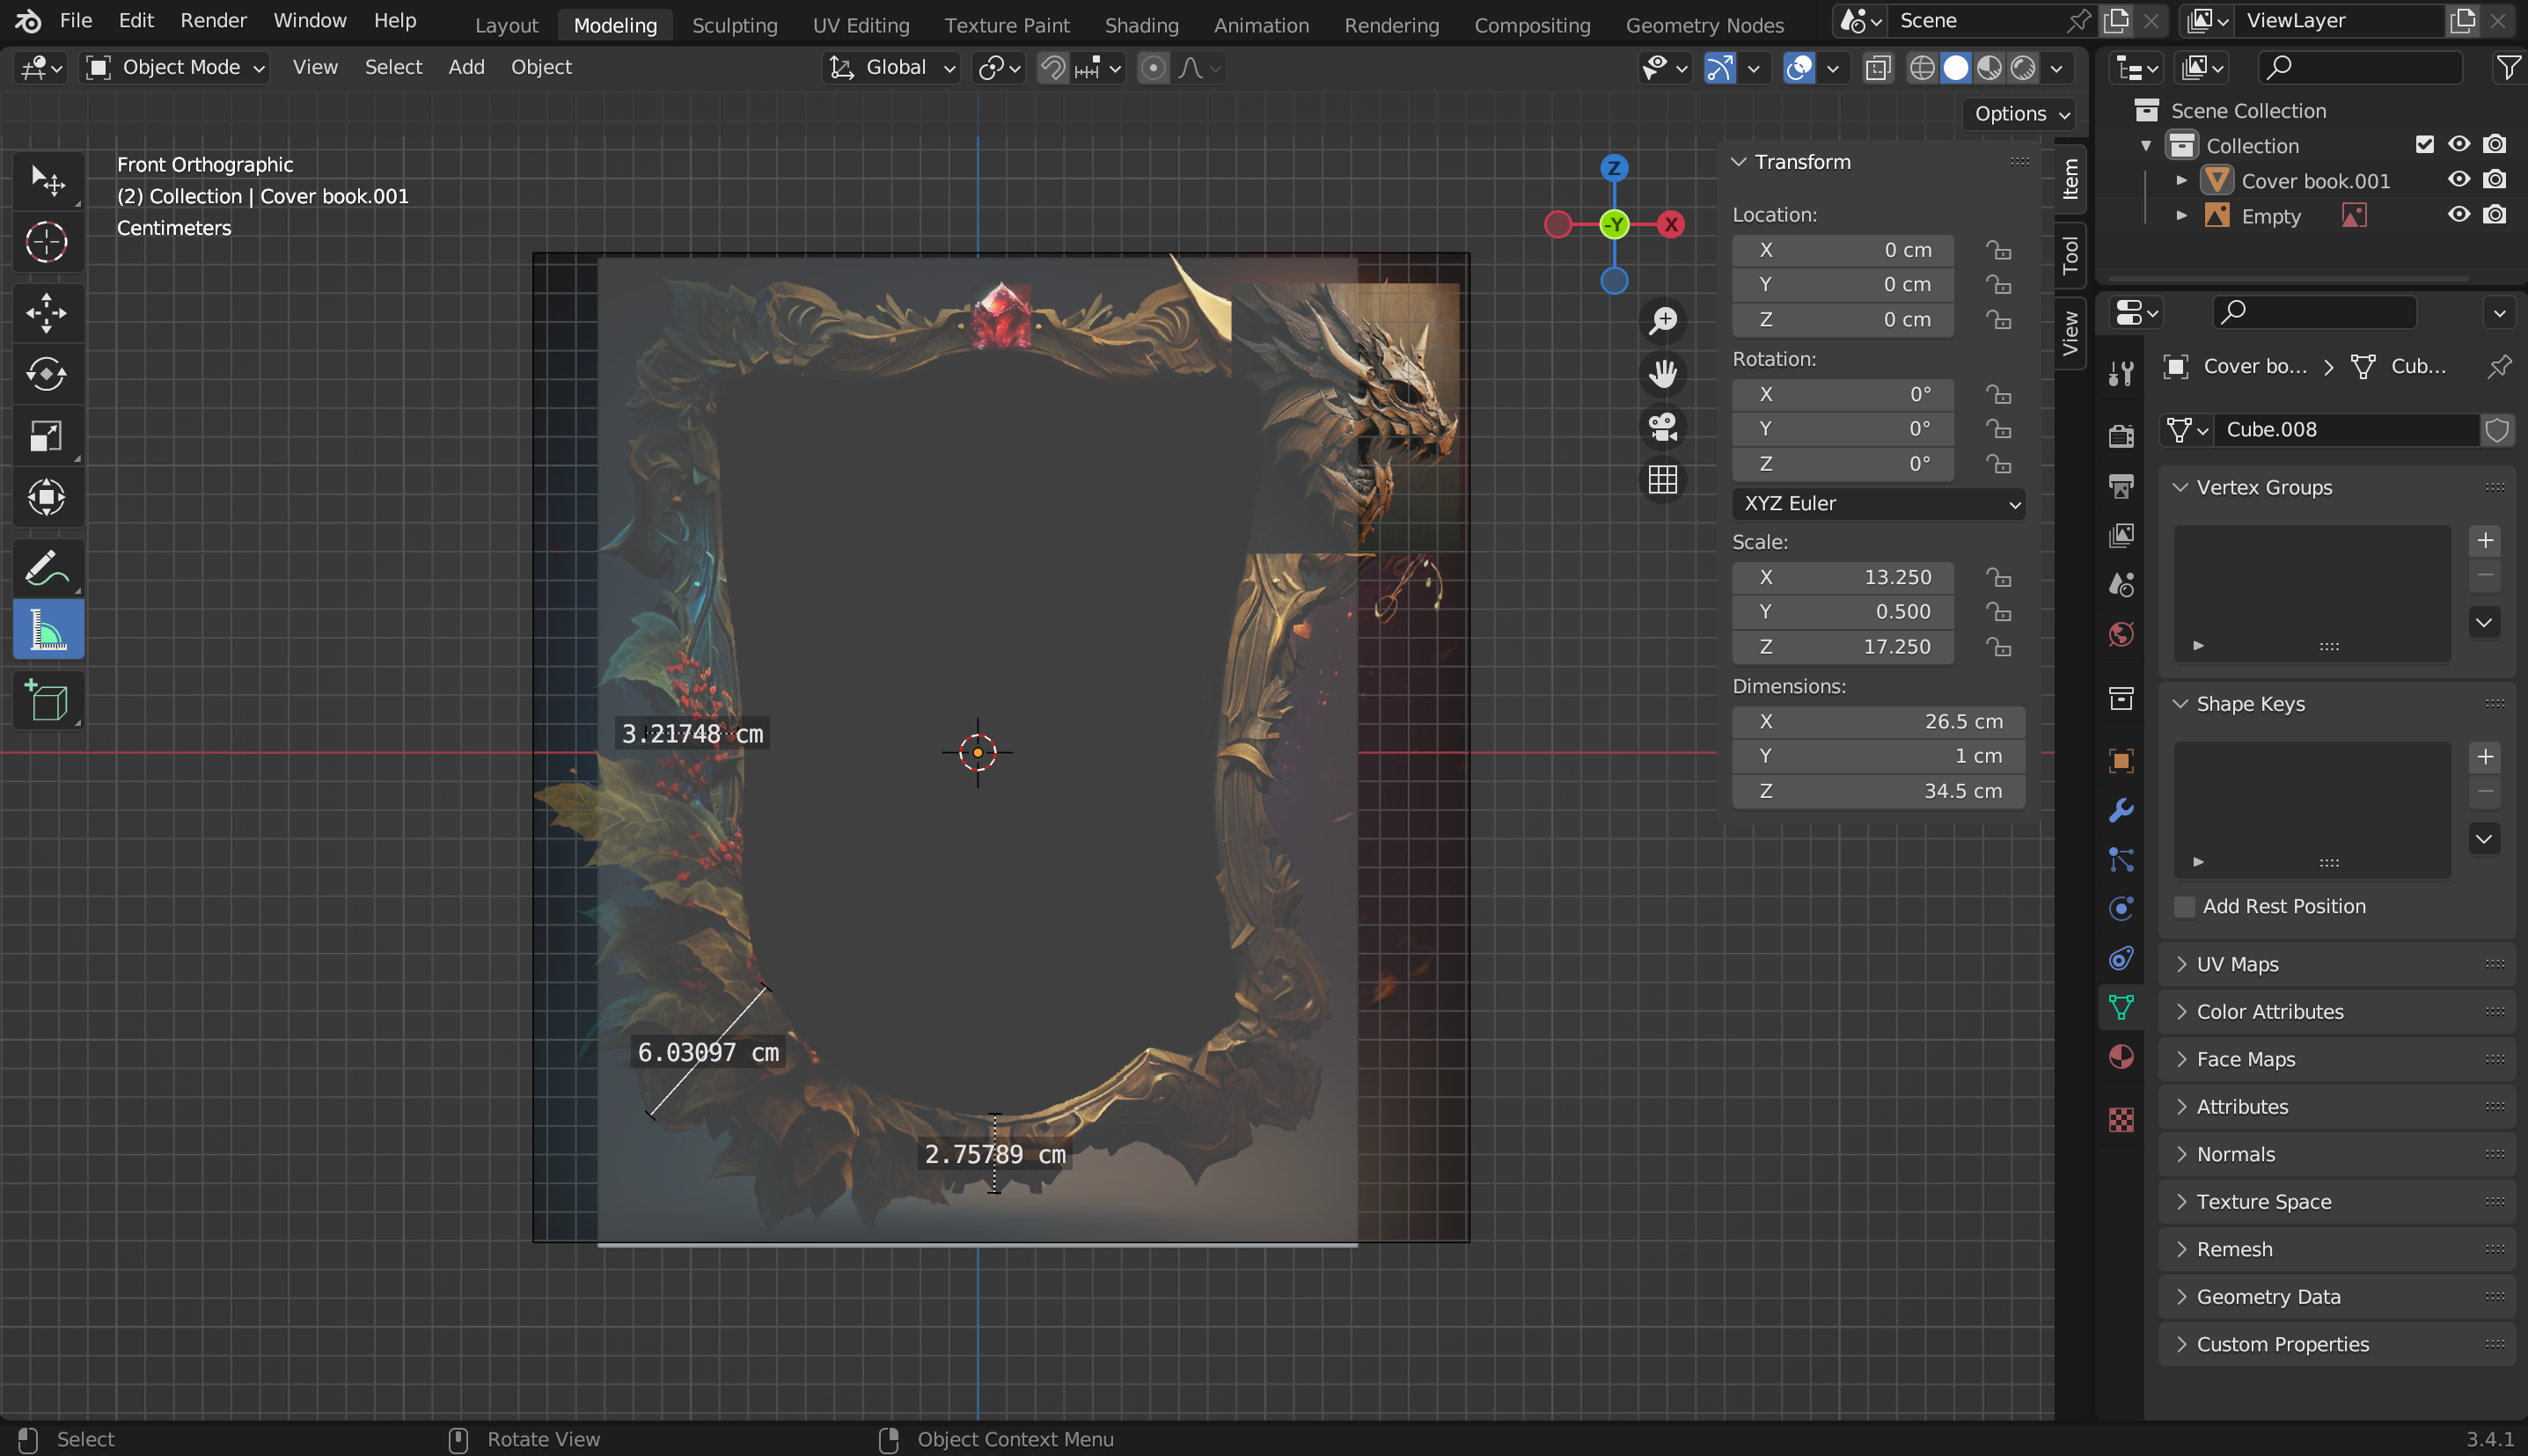 File Edit Render Window Help Layout Modeling Sculpting UV Editing Texture Paint Shading Animation Rendering Compositing Geometry Nodes Scene ViewLayer
Object Mode View Select Add Object Global
Options
Front Orthographic
(2) Collection | Cover book.001
Centimeters
Z
-Y
X
3.21748 cm
6.03097 cm
2.75789 cm
Transform
Location:
X 0 cm
Y 0 cm
Z 0 cm
Rotation:
X 0°
Y 0°
Z 0°
XYZ Euler
Scale:
X 13.250
Y 0.500
Z 17.250
Dimensions:
X 26.5 cm
Y 1 cm
Z 34.5 cm
Item
Tool
View
Scene Collection
Collection
Cover book.001
Empty
Cover bo... Cub...
Cube.008
Vertex Groups
Shape Keys
Add Rest Position
UV Maps
Color Attributes
Face Maps
Attributes
Normals
Texture Space
Remesh
Geometry Data
Custom Properties
Select Rotate View Object Context Menu 3.4.1